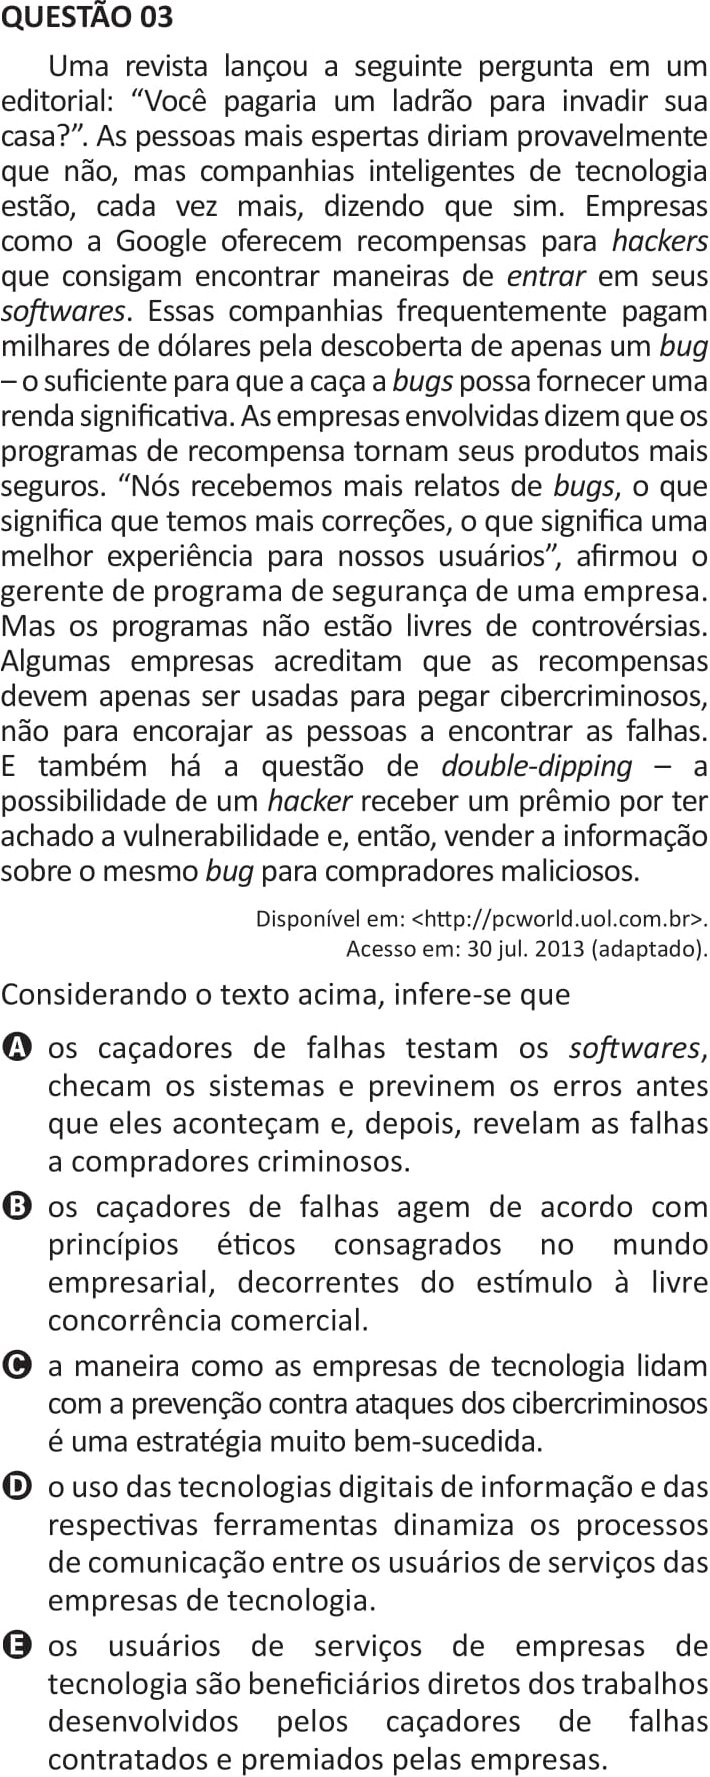 QUESTÃO 03
Uma revista lançou a seguinte pergunta em um
editorial: “Você pagaria um ladrão para invadir sua
casa?”. As pessoas mais espertas diriam provavelmente
que não, mas companhias inteligentes de tecnologia
estão, cada vez mais, dizendo que sim. Empresas
como a Google oferecem recompensas para hackers
que consigam encontrar maneiras de entrar em seus
softwares. Essas companhias frequentemente pagam
milhares de dólares pela descoberta de apenas um bug
– o suficiente para que a caça a bugs possa fornecer uma
renda significativa. As empresas envolvidas dizem que os
programas de recompensa tornam seus produtos mais
seguros. “Nós recebemos mais relatos de bugs, o que
significa que temos mais correções, o que significa uma
melhor experiência para nossos usuários”, afirmou o
gerente de programa de segurança de uma empresa.
Mas os programas não estão livres de controvérsias.
Algumas empresas acreditam que as recompensas
devem apenas ser usadas para pegar cibercriminosos,
não para encorajar as pessoas a encontrar as falhas.
E também há a questão de double-dipping – a
possibilidade de um hacker receber um prêmio por ter
achado a vulnerabilidade e, então, vender a informação
sobre o mesmo bug para compradores maliciosos.
Disponível em: <http://pcworld.uol.com.br>.
Acesso em: 30 jul. 2013 (adaptado).
Considerando o texto acima, infere-se que
A os caçadores de falhas testam os softwares,
checam os sistemas e previnem os erros antes
que eles aconteçam e, depois, revelam as falhas
a compradores criminosos.
B os caçadores de falhas agem de acordo com
princípios éticos consagrados no mundo
empresarial, decorrentes do estímulo à livre
concorrência comercial.
C a maneira como as empresas de tecnologia lidam
com a prevenção contra ataques dos cibercriminosos
é uma estratégia muito bem-sucedida.
D o uso das tecnologias digitais de informação e das
respectivas ferramentas dinamiza os processos
de comunicação entre os usuários de serviços das
empresas de tecnologia.
E os usuários de serviços de empresas de
tecnologia são beneficiários diretos dos trabalhos
desenvolvidos pelos caçadores de falhas
contratados e premiados pelas empresas.